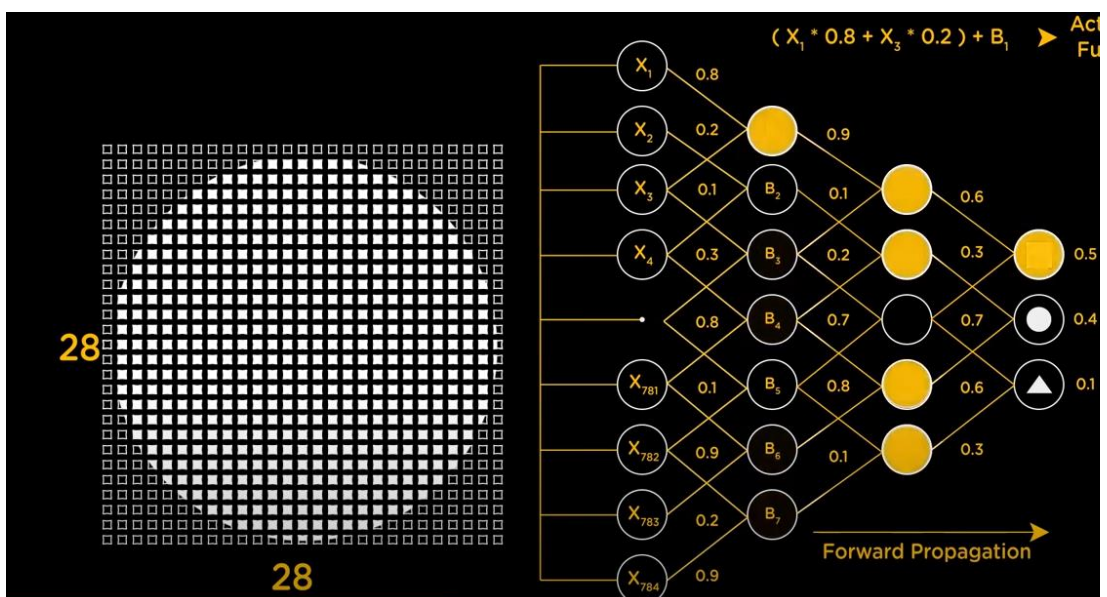 ( X₁ * 0.8 + X₃ * 0.2 ) + B₁
X₁
0.8
X₂
0.2
0.9
X₃
0.1
B₂
0.1
0.6
X₄
0.3
B₃
0.2
0.3
0.5
0.8
B₄
0.7
0.7
0.4
28
X₇₈₁
0.1
B₅
0.8
0.6
0.1
X₇₈₂
0.9
B₆
0.1
0.3
X₇₈₃
0.2
B₇
Forward Propagation
X₇₈₄
0.9
28